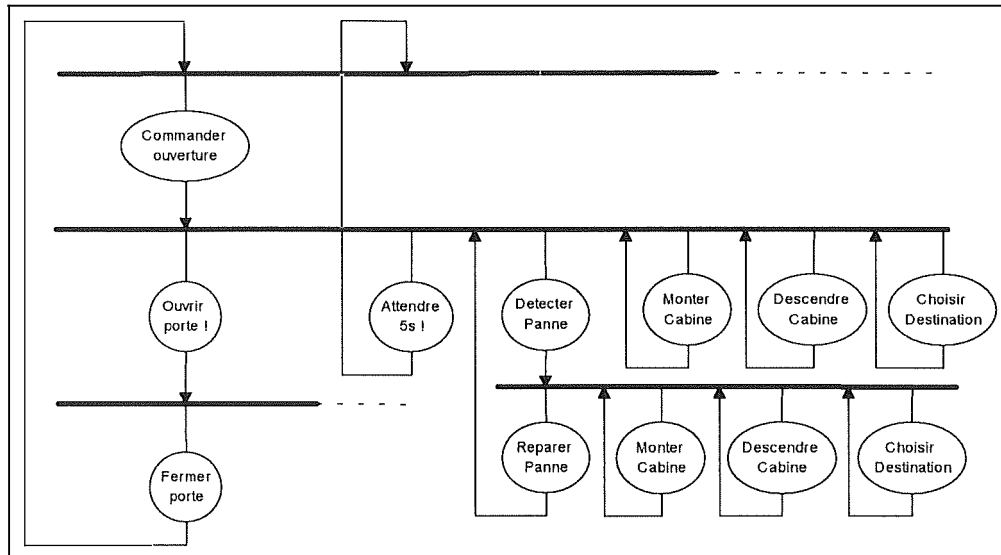 Commander
ouverture
Ouvrir
porte !
Attendre
5s !
Detecter
Panne
Monter
Cabine
Descendre
Cabine
Choisir
Destination
Reparer
Panne
Monter
Cabine
Descendre
Cabine
Choisir
Destination
Fermer
porte